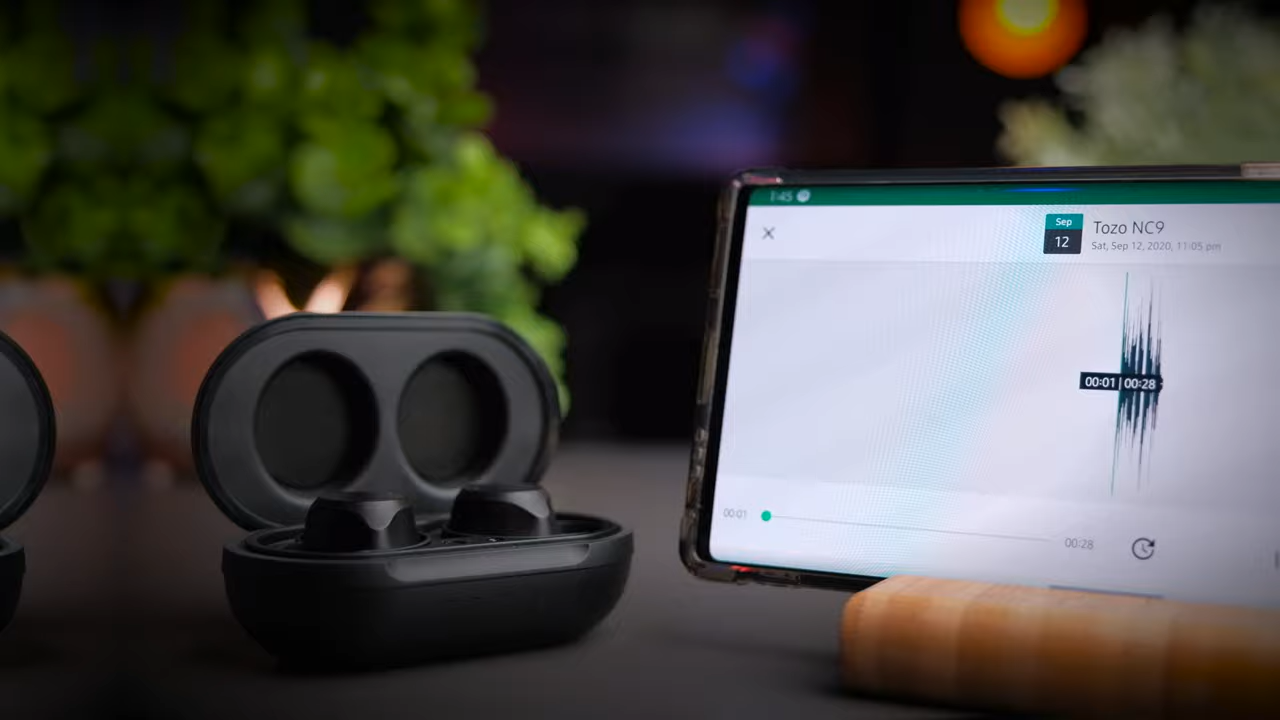 1:45
Sep
12
Tozo NC9
Sat, Sep 12, 2020, 11:05 pm
00:01 | 00:28
00:01
00:28